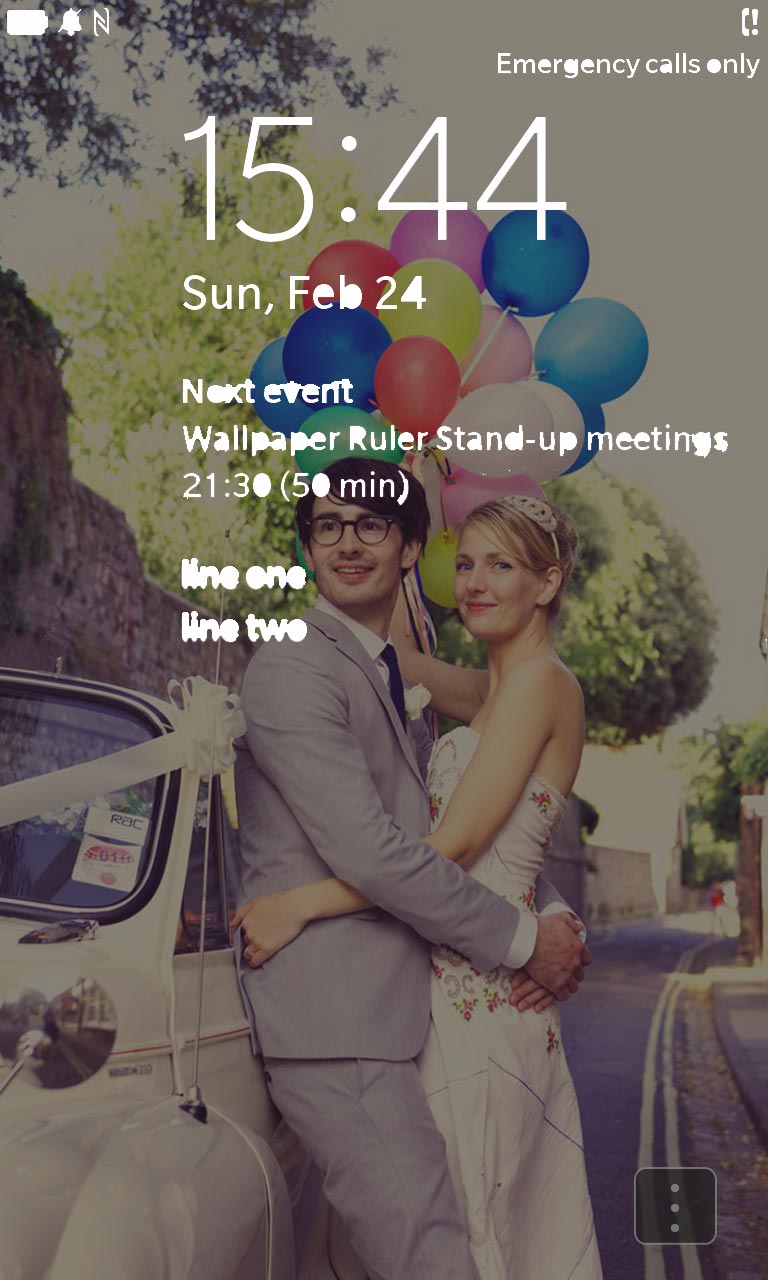 Emergency calls only
15:44
Sun, Feb 24
Next event
Wallpaper Ruler Stand-up meetings
21:30 (50 min)
line one
line two
RAC